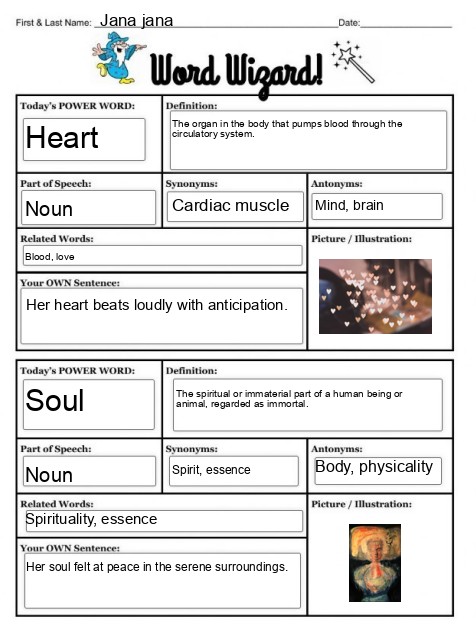 First & Last Name: Jana jana Date:
Word Wizard!
Today's POWER WORD:
Heart
Definition:
The organ in the body that pumps blood through the
circulatory system.
Part of Speech:
Noun
Synonyms:
Cardiac muscle
Antonyms:
Mind, brain
Related Words:
Blood, love
Picture / Illustration:
Your OWN Sentence:
Her heart beats loudly with anticipation.
Today's POWER WORD:
Soul
Definition:
The spiritual or immaterial part of a human being or
animal, regarded as immortal.
Part of Speech:
Noun
Synonyms:
Spirit, essence
Antonyms:
Body, physicality
Related Words:
Spirituality, essence
Picture / Illustration:
Your OWN Sentence:
Her soul felt at peace in the serene surroundings.